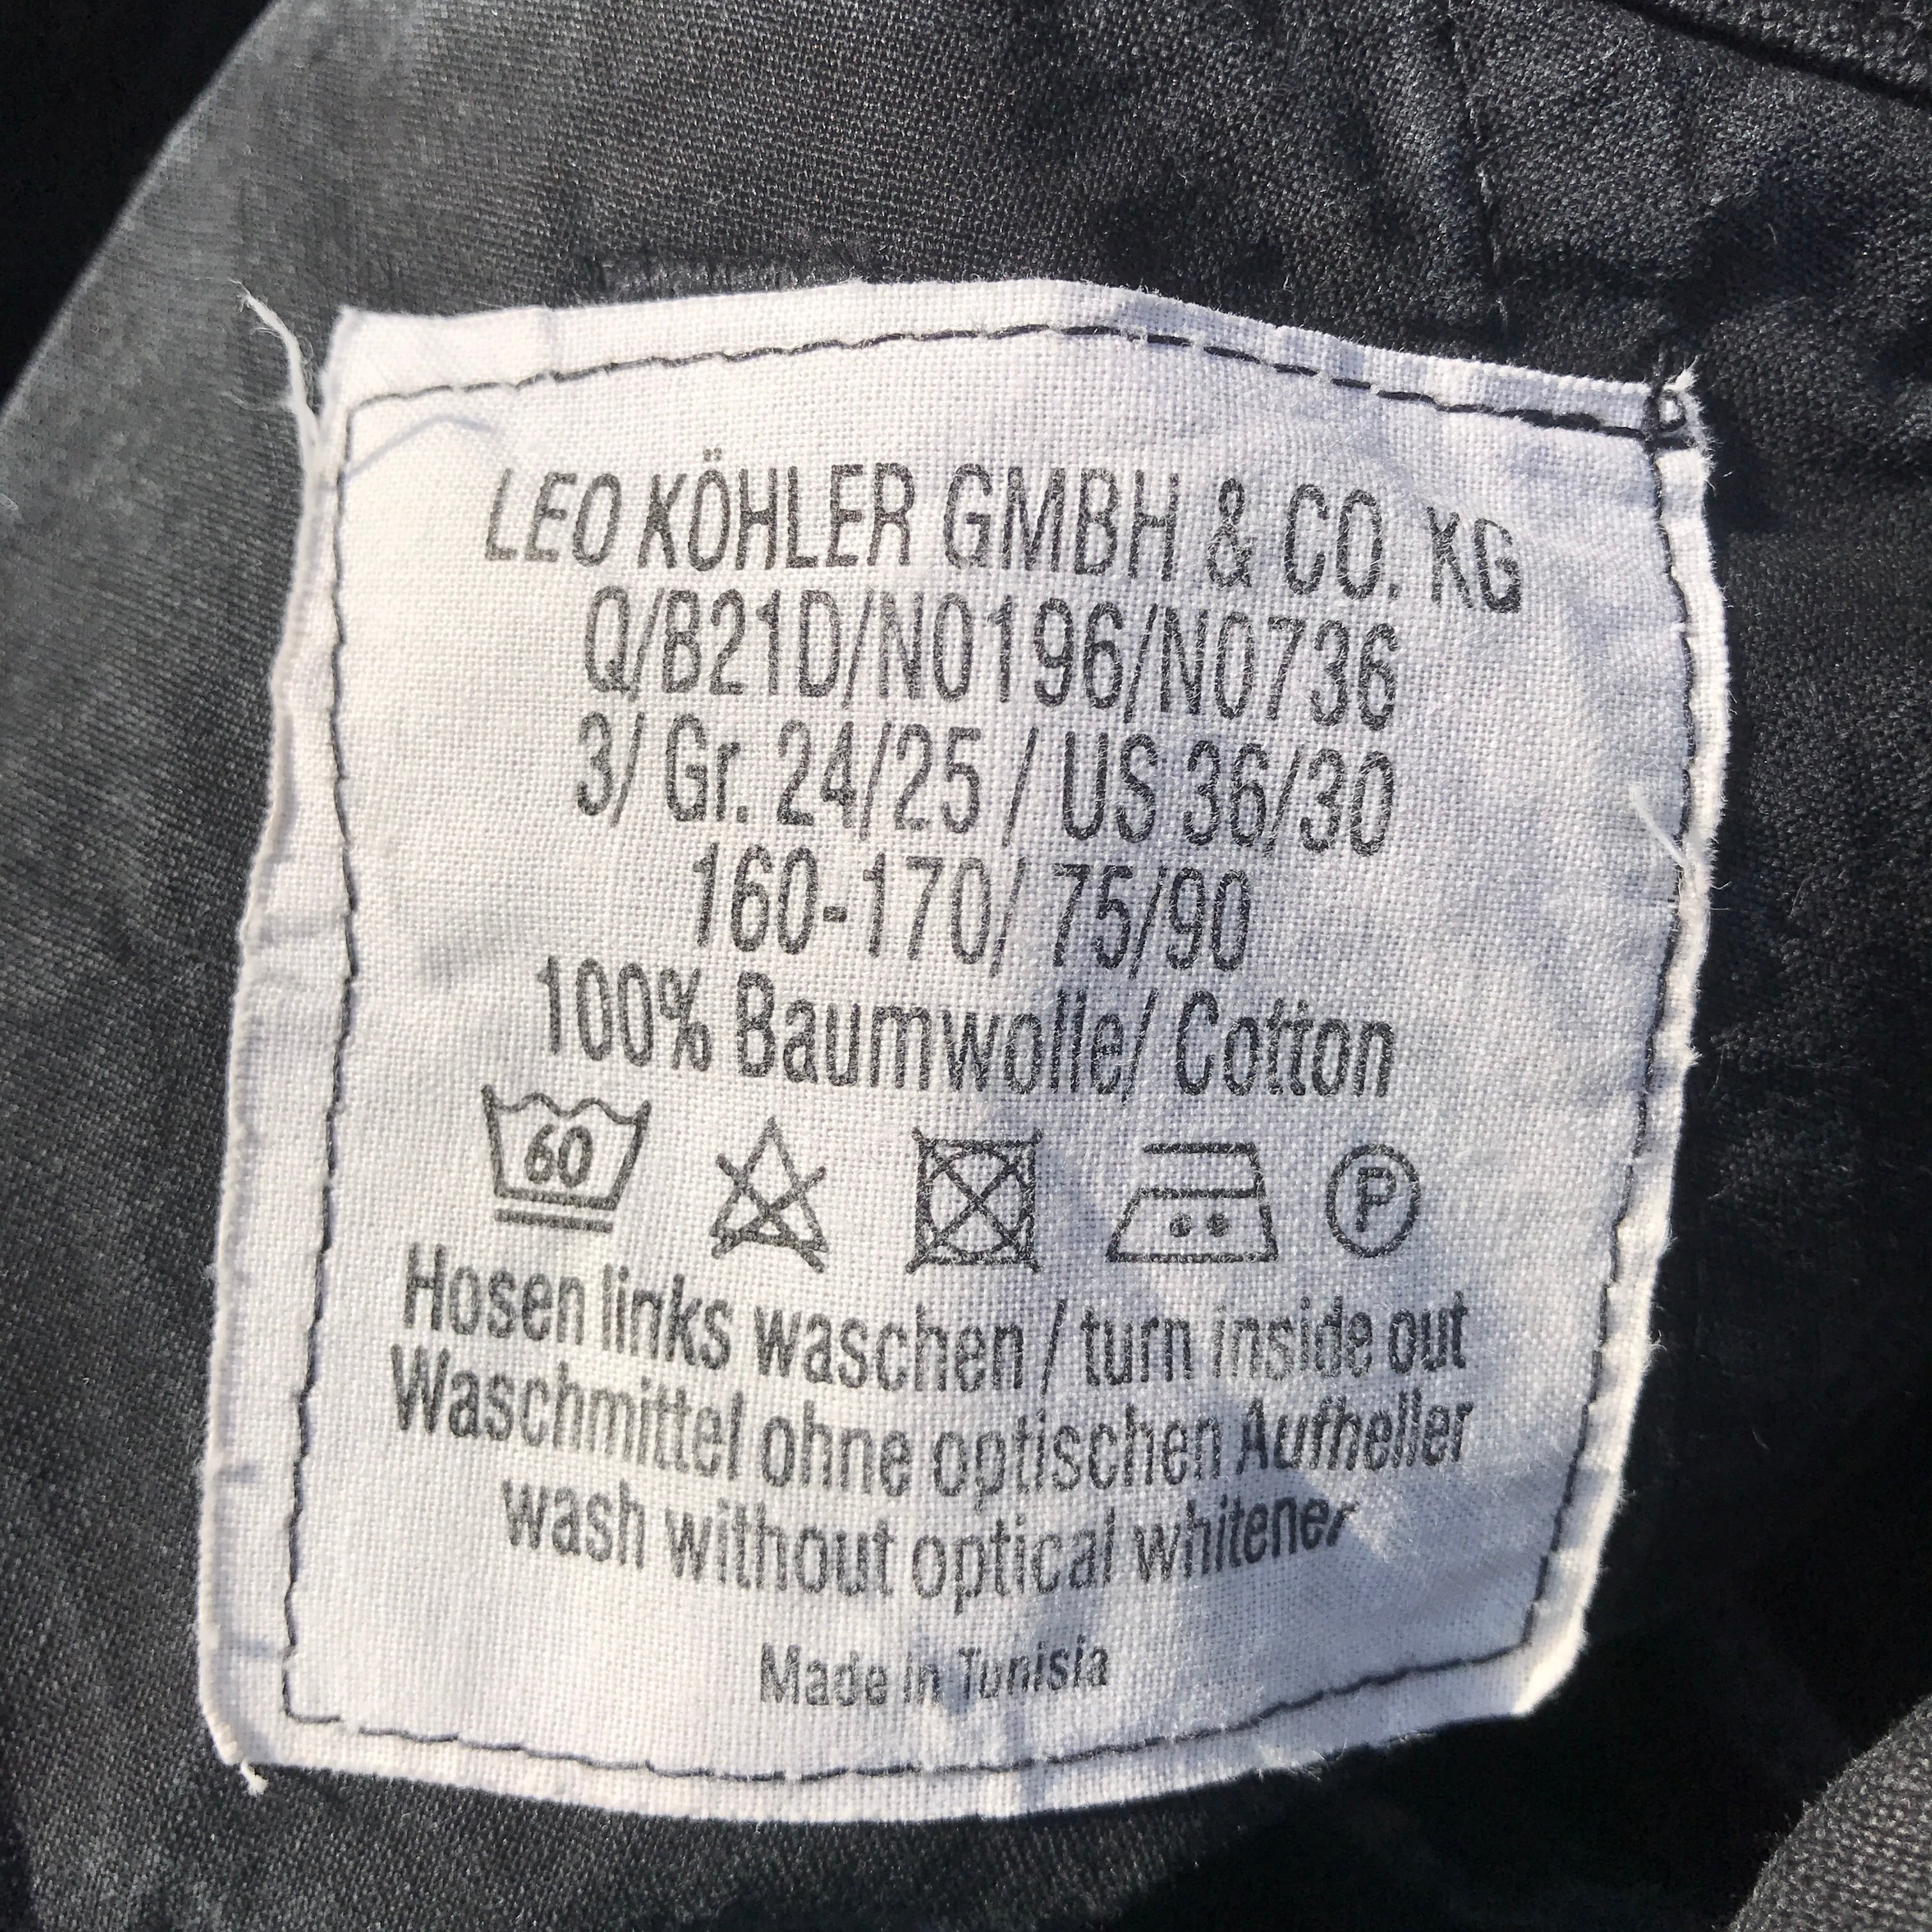 LEO KÖHLER GMBH & CO. KG
Q/B21D/N0196/N0736
3/ Gr. 24/25 / US 36/30
160-170/ 75/90
100% Baumwolle/ Cotton
60 P
Hosen links waschen / turn inside out
Waschmittel ohne optischen Aufheller
wash without optical whitener
Made in Tunisia